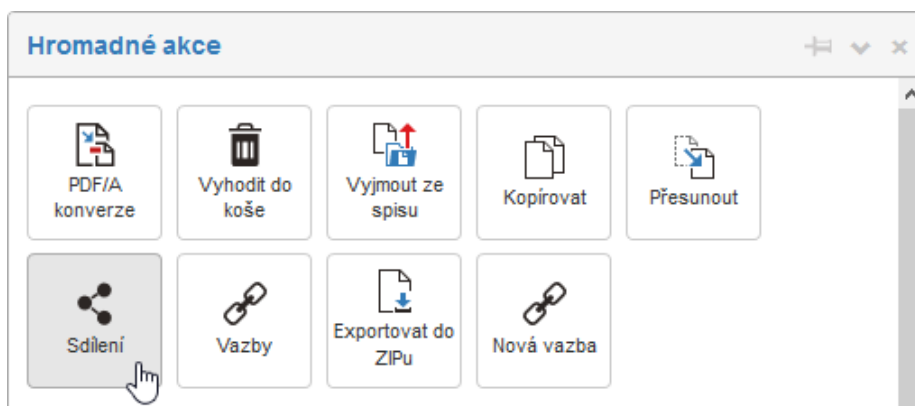 Hromadné akce
PDF/A
konverze
Vyhodit do
koše
Vyjmout ze
spisu
Kopírovat
Přesunout
Sdílení
Vazby
Exportovat do
ZIPu
Nová vazba